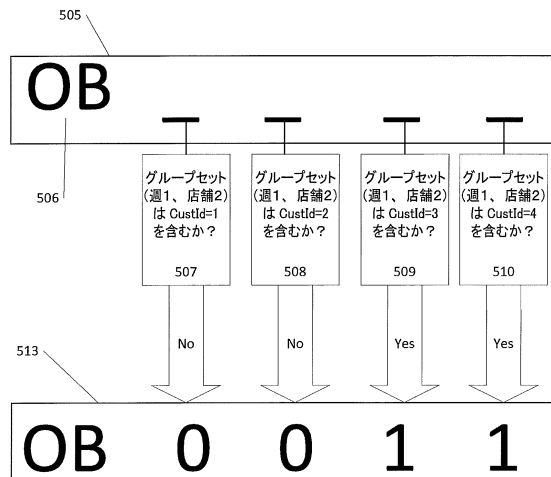 505
OB
506
グループセット
(週1、店舗2)
は CustId=1
を含むか？
507
グループセット
(週1、店舗2)
は CustId=2
を含むか？
508
グループセット
(週1、店舗2)
は CustId=3
を含むか？
509
グループセット
(週1、店舗2)
は CustId=4
を含むか？
510
No
No
Yes
Yes
513
OB 0 0 1 1